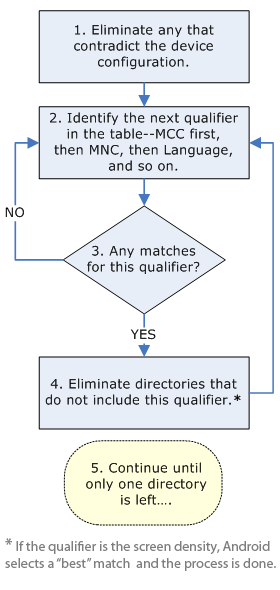 1. Eliminate any that
contradict the device
configuration.
2. Identify the next qualifier
in the table--MCC first,
then MNC, then Language,
and so on.
NO
3. Any matches
for this qualifier?
YES
4. Eliminate directories that
do not include this qualifier.*
5. Continue until
only one directory
is left….
* If the qualifier is the screen density, Android
selects a “best” match and the process is done.